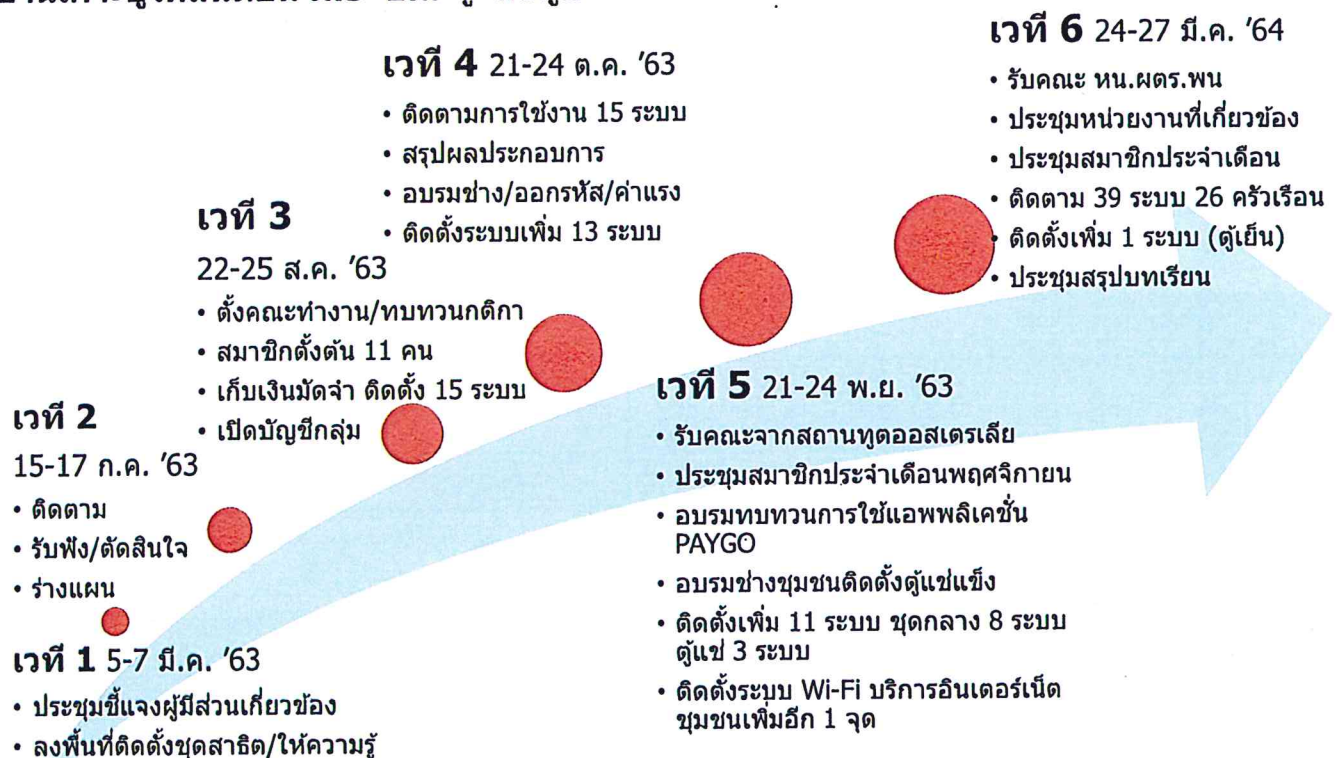 เวที 6 24-27 มี.ค. '64
• รับคณะ หน.ผตร.พน
• ประชุมหน่วยงานที่เกี่ยวข้อง
• ประชุมสมาชิกประจำเดือน
• ติดตาม 39 ระบบ 26 ครัวเรือน
• ติดตั้งเพิ่ม 1 ระบบ (ตู้เย็น)
• ประชุมสรุปบทเรียน
เวที 4 21-24 ต.ค. '63
• ติดตามการใช้งาน 15 ระบบ
• สรุปผลประกอบการ
• อบรมช่าง/ออกรหัส/ค่าแรง
• ติดตั้งระบบเพิ่ม 13 ระบบ
เวที 3
22-25 ส.ค. '63
• ตั้งคณะทำงาน/ทบทวนกติกา
• สมาชิกตั้งต้น 11 คน
• เก็บเงินมัดจำ ติดตั้ง 15 ระบบ
• เปิดบัญชีกลุ่ม
เวที 5 21-24 พ.ย. '63
• รับคณะจากสถานทูตออสเตรเลีย
• ประชุมสมาชิกประจำเดือนพฤศจิกายน
• อบรมทบทวนการใช้แอพพลิเคชั่น
PAYGO
• อบรมช่างชุมชนติดตั้งตู้แช่แข็ง
• ติดตั้งเพิ่ม 11 ระบบ ชุดกลาง 8 ระบบ
ตู้แช่ 3 ระบบ
• ติดตั้งระบบ Wi-Fi บริการอินเตอร์เน็ต
ชุมชนเพิ่มอีก 1 จุด
เวที 2
15-17 ก.ค. '63
• ติดตาม
• รับฟัง/ตัดสินใจ
• ร่างแผน
เวที 1 5-7 มี.ค. '63
• ประชุมชี้แจงผู้มีส่วนเกี่ยวข้อง
• ลงพื้นที่ติดตั้งชุดสาธิต/ให้ความรู้